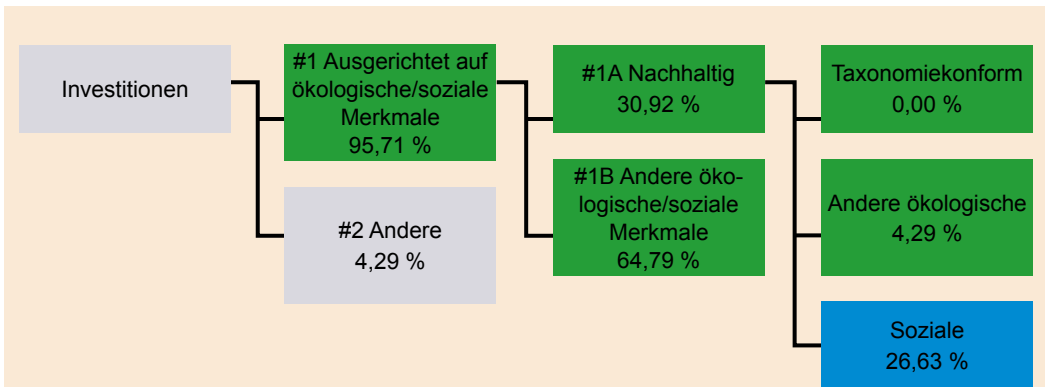 Investitionen
#1 Ausgerichtet auf
ökologische/soziale
Merkmale
95,71 %
#2 Andere
4,29 %
#1A Nachhaltig
30,92 %
#1B Andere öko-
logische/soziale
Merkmale
64,79 %
Taxonomiekonform
0,00 %
Andere ökologische
4,29 %
Soziale
26,63 %